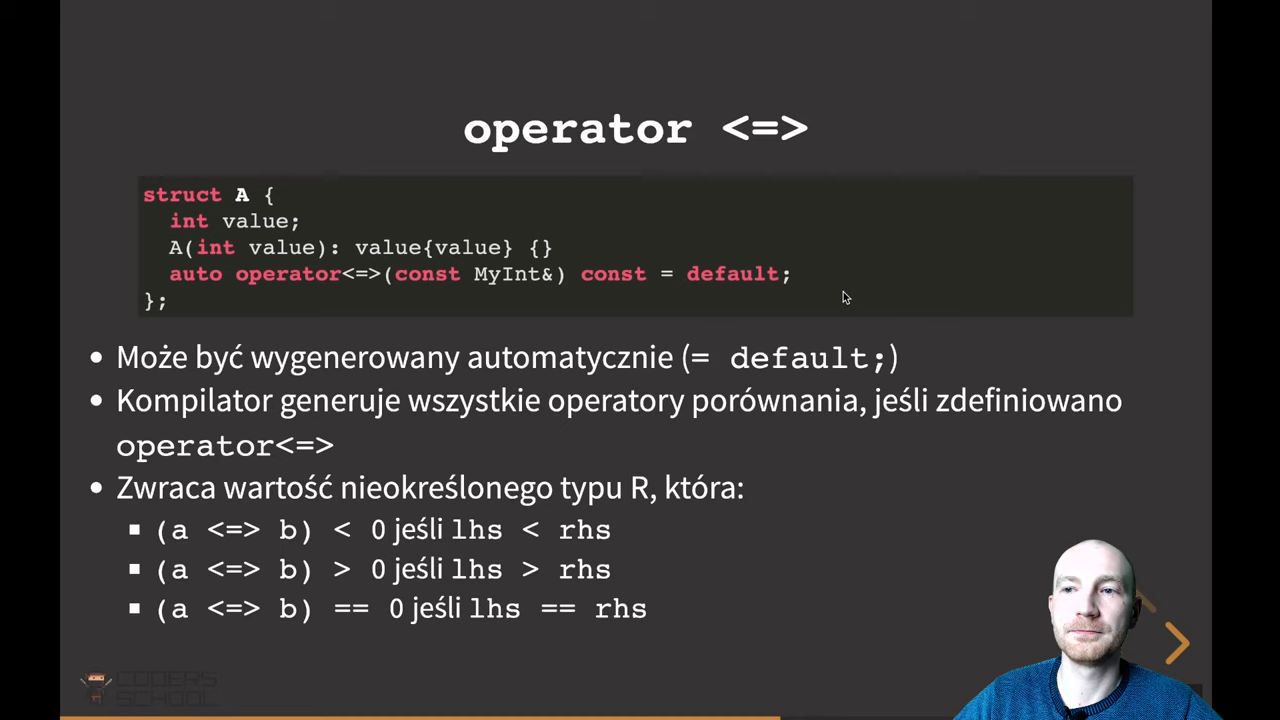 operator <=>
struct A {
int value;
A(int value): value{value} {}
auto operator<=>(const MyInt&) const = default;
};
Może być wygenerowany automatycznie (= default;)
Kompilator generuje wszystkie operatory porównania, jeśli zdefiniowano
operator<=>
Zwraca wartość nieokreślonego typu R, która:
(a <=> b) < 0 jeśli lhs < rhs
(a <=> b) > 0 jeśli lhs > rhs
(a <=> b) == 0 jeśli lhs == rhs
CODERS
SCHOOL